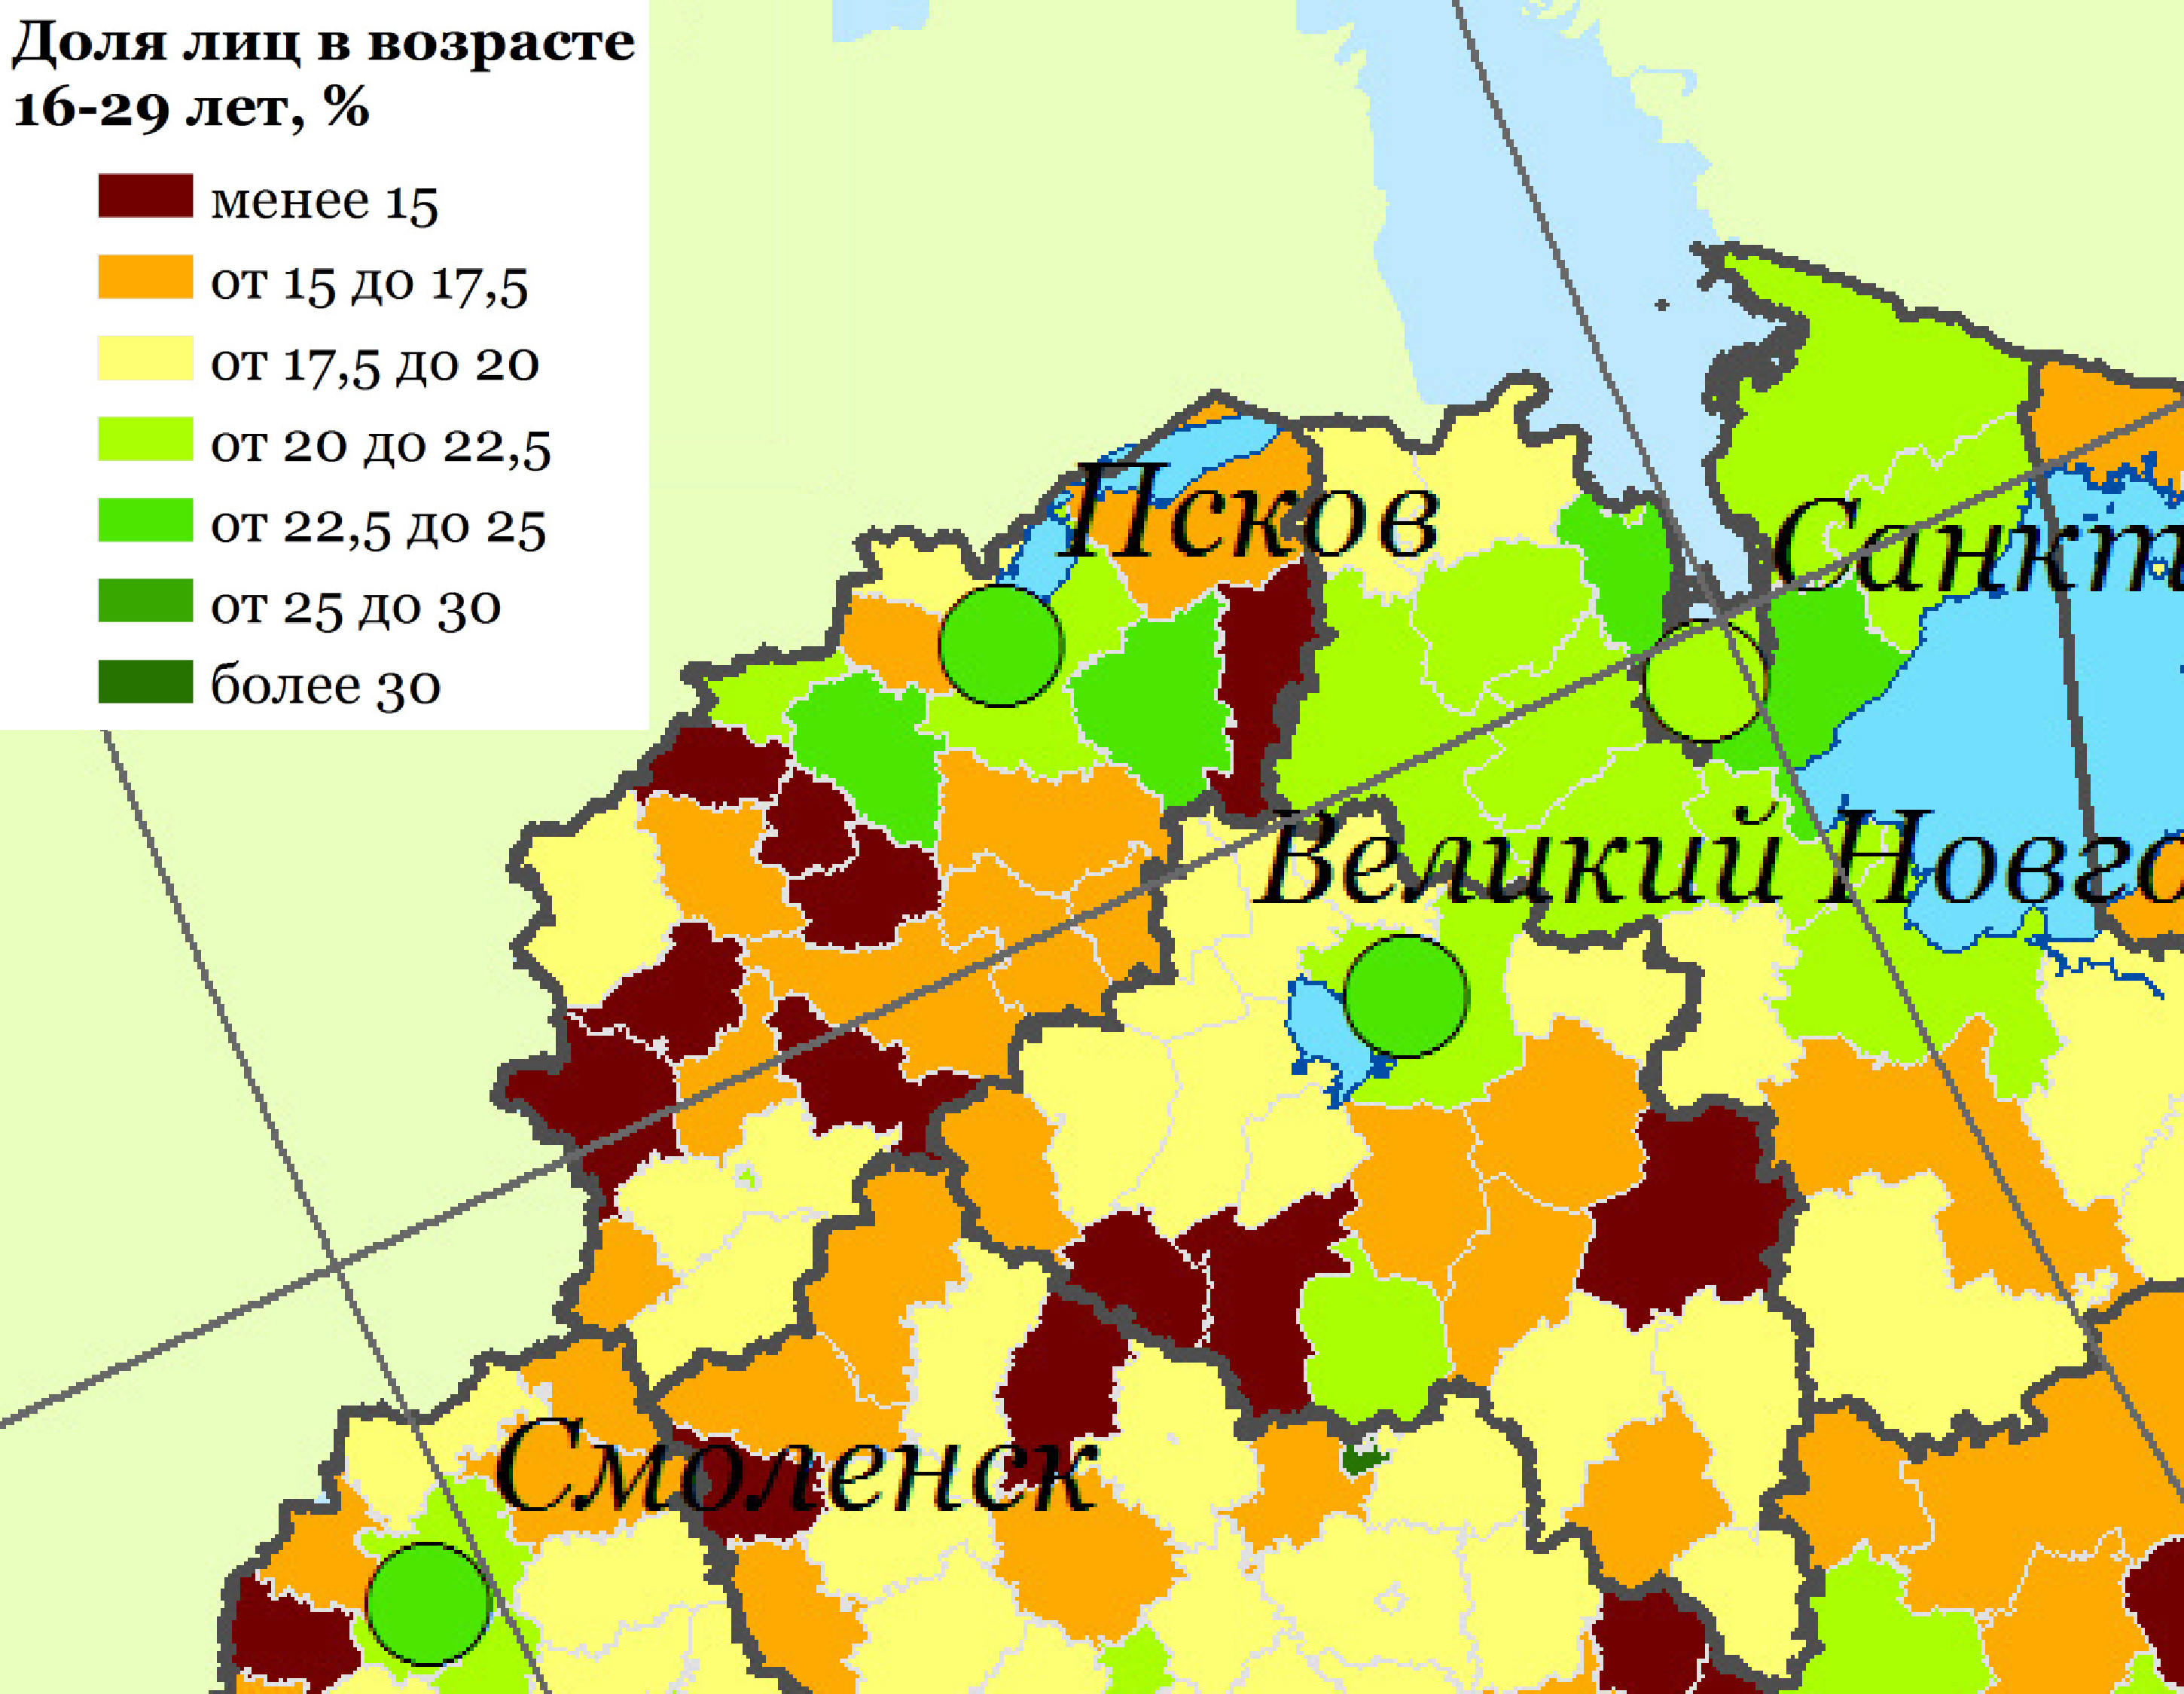 Доля лиц в возрасте
16-29 лет, %
менее 15
от 15 до 17,5
от 17,5 до 20
от 20 до 22,5
от 22,5 до 25
от 25 до 30
более 30
Псков
Санкт
Великий Новго
Смоленск